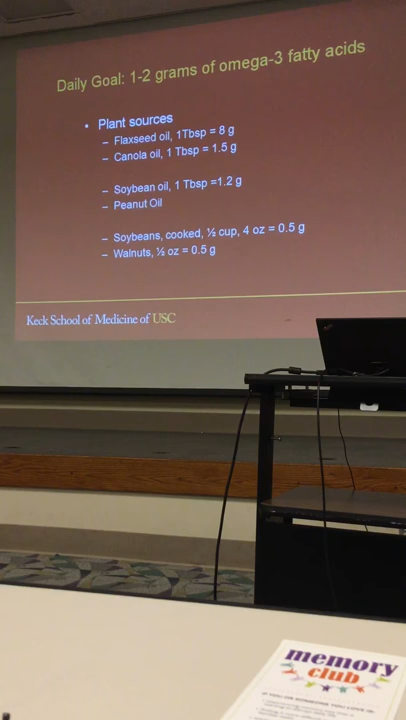 Daily Goal: 1-2 grams of omega-3 fatty acids
• Plant sources
– Flaxseed oil, 1Tbsp = 8 g
– Canola oil, 1 Tbsp = 1.5 g
– Soybean oil, 1 Tbsp =1.2 g
– Peanut Oil
– Soybeans, cooked, ½ cup, 4 oz = 0.5 g
– Walnuts, ½ oz = 0.5 g
Keck School of Medicine of USC
memory
club